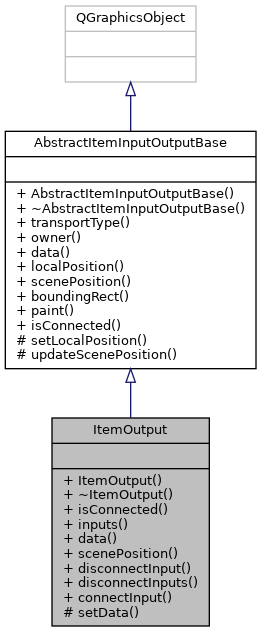 QGraphicsObject
AbstractItemInputOutputBase
+ AbstractItemInputOutputBase()
+ ~AbstractItemInputOutputBase()
+ transportType()
+ owner()
+ data()
+ localPosition()
+ scenePosition()
+ boundingRect()
+ paint()
+ isConnected()
# setLocalPosition()
# updateScenePosition()
ItemOutput
+ ItemOutput()
+ ~ItemOutput()
+ isConnected()
+ inputs()
+ data()
+ scenePosition()
+ disconnectInput()
+ disconnectInputs()
+ connectInput()
# setData()